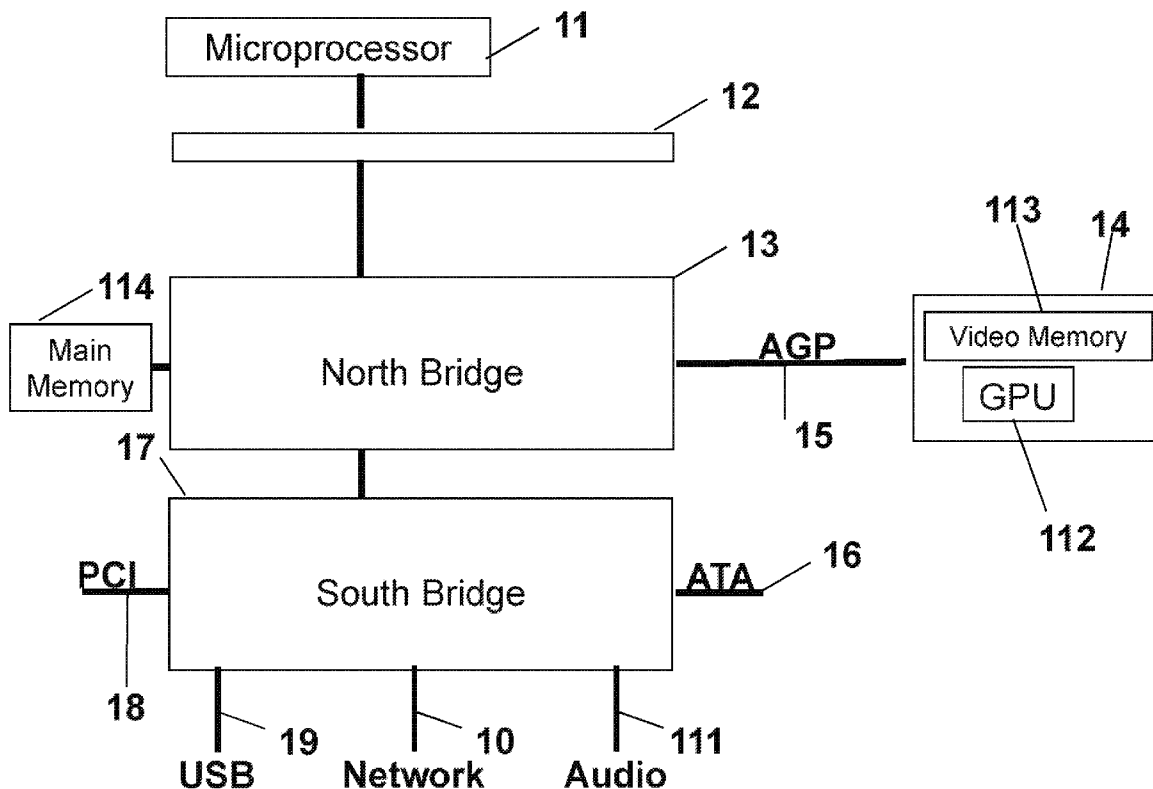 Microprocessor
11
12
113
14
13
114
Video Memory
Main
Memory
AGP
North Bridge
GPU
15
17
112
PCI
16
ATA
South Bridge
18
19
10
111
USB
Network
Audio